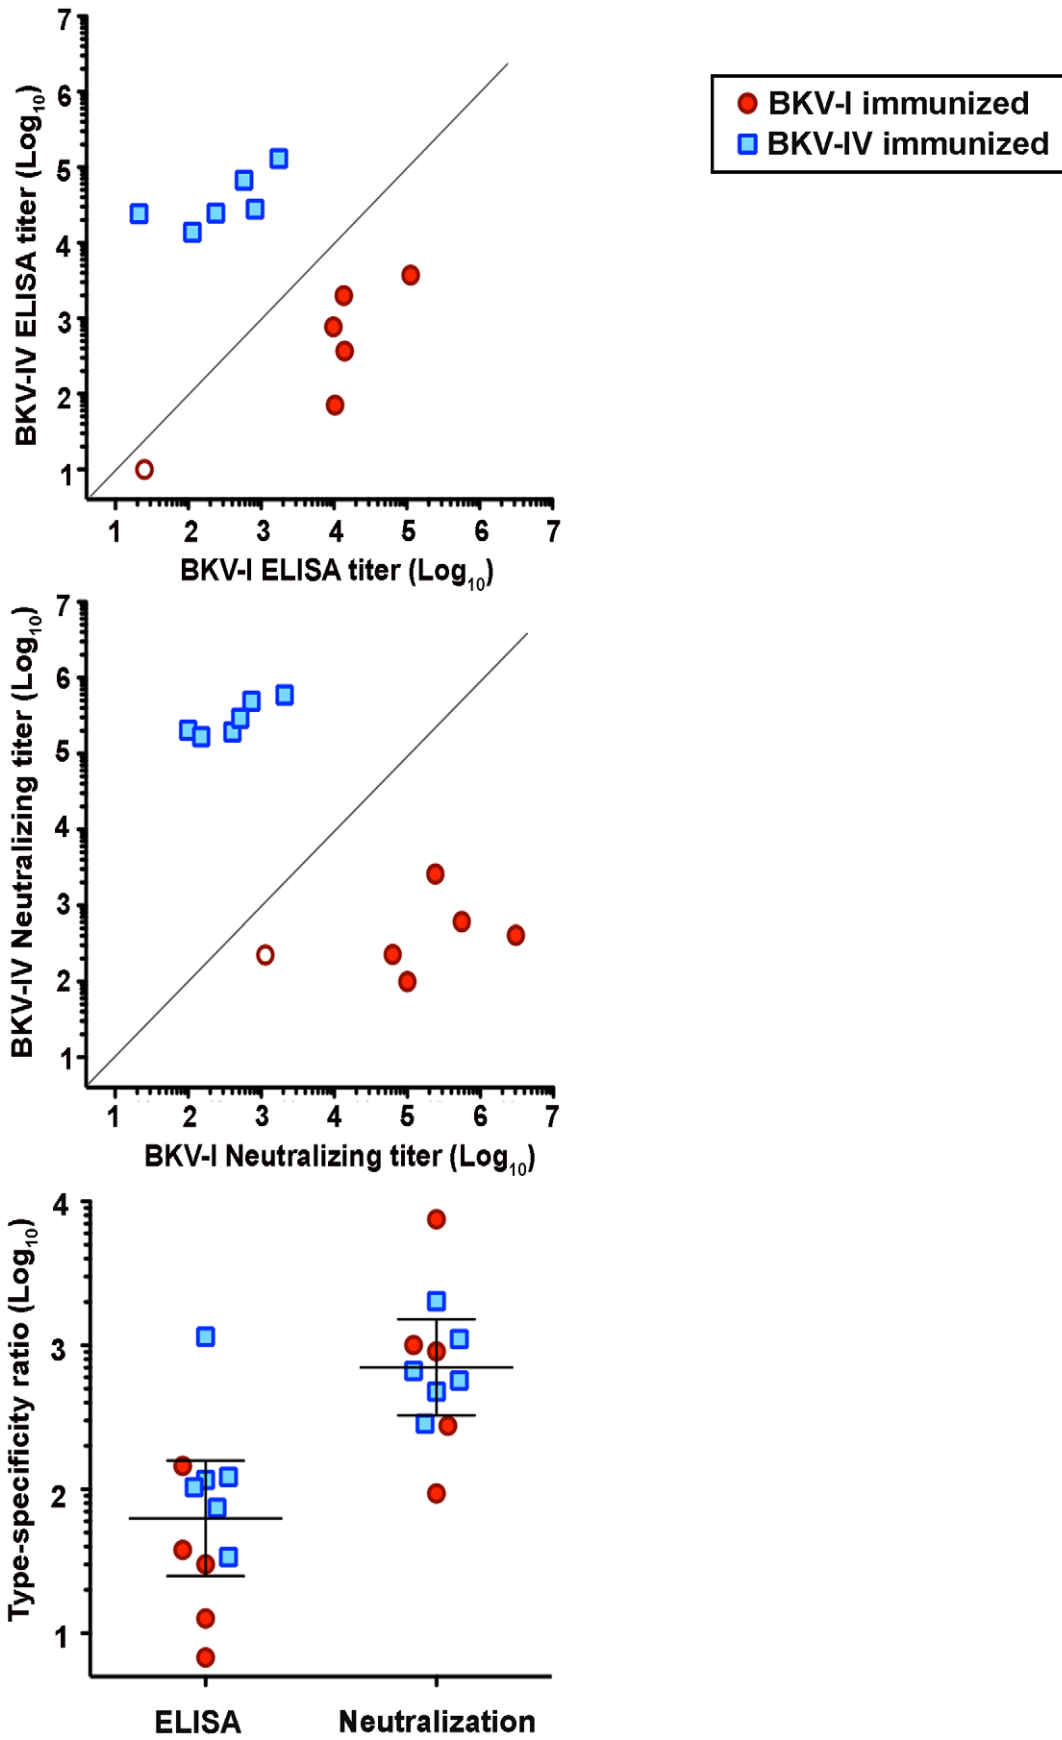 BKV-I immunized
BKV-IV immunized
BKV-IV ELISA titer (Log10)
7
6
5
4
3
2
1
1 2 3 4 5 6 7
BKV-I ELISA titer (Log10)
BKV-IV Neutralizing titer (Log10)
7
6
5
4
3
2
1
1 2 3 4 5 6 7
BKV-I Neutralizing titer (Log10)
Type-specificity ratio (Log10)
4
3
2
1
ELISA Neutralization